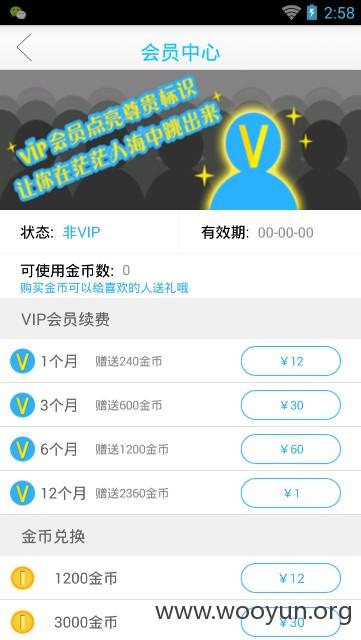 2:58
会员中心
vip会员点亮尊贵标识
让你在茫茫人海中跳出来
V
状态: 非VIP
有效期: 00-00-00
可使用金币数: 0
购买金币可以给喜欢的人送礼哦
VIP会员续费
V 1个月 赠送240金币 ¥12
V 3个月 赠送600金币 ¥30
V 6个月 赠送1200金币 ¥60
V 12个月 赠送2360金币 ¥1
金币兑换
1200金币 ¥12
3000金币 ¥30
www.wooyun.org